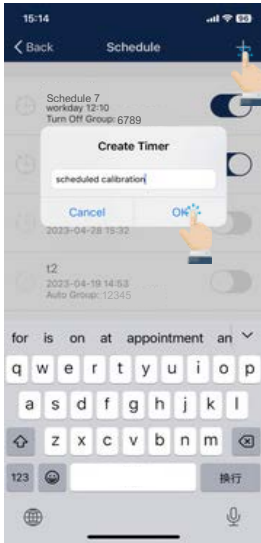 15:14
Back Schedule +
Schedule 7
workday 12:10
Turn Off Group: 6789
Create Timer
scheduled calibration
Cancel OK
2023-04-28 15:32
t2
2023-04-19 14:53
Auto Group: 12345
for is on at appointment an
q w e r t y u i o p
a s d f g h j k l
z x c v b n m
123 换行